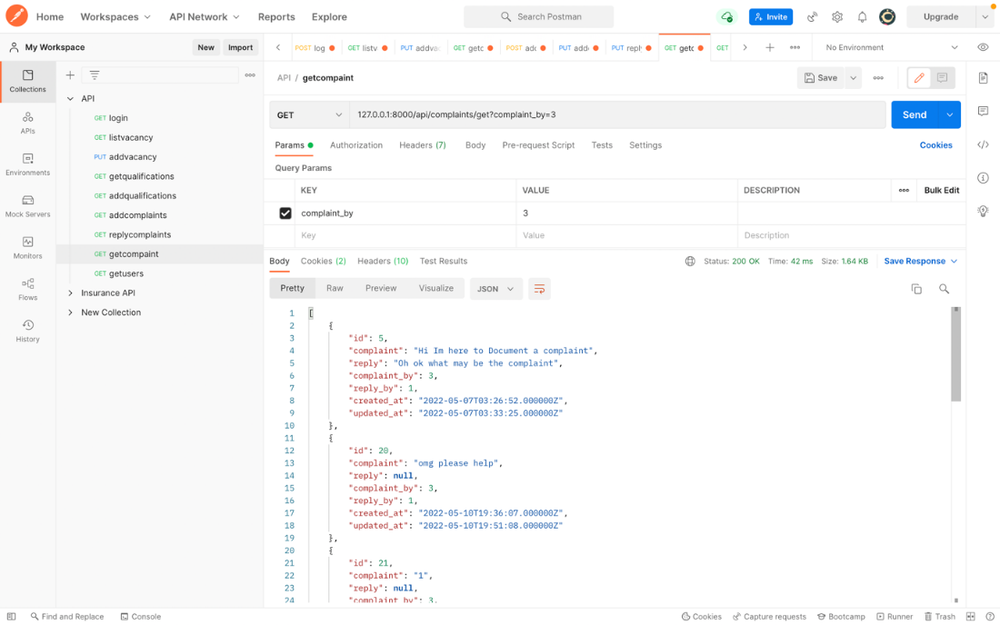 Home Workspaces API Network Reports Explore Search Postman Invite Upgrade
My Workspace New Import
POST log GET listv PUT addva GET getc POST adc PUT adde PUT repl GET getc GET No Environment
Collections
APIs
Environments
Mock Servers
Monitors
Flows
History
API
GET login
GET listvacancy
PUT addvacancy
GET getqualifications
GET addqualifications
GET addcomplaints
GET replycomplaints
GET getcompaint
GET getusers
Insurance API
New Collection
API / getcompaint Save
GET 127.0.0.1:8000/api/complaints/get?complaint_by=3 Send
Params Authorization Headers (7) Body Pre-request Script Tests Settings Cookies
Query Params
KEY VALUE DESCRIPTION Bulk Edit
complaint_by 3
Key Value Description
Body Cookies (2) Headers (10) Test Results Status: 200 OK Time: 42 ms Size: 1.64 KB Save Response
Pretty Raw Preview Visualize JSON
1 [
2 {
3 "id": 5,
4 "complaint": "Hi Im here to Document a complaint",
5 "reply": "Oh ok what may be the complaint",
6 "complaint_by": 3,
7 "reply_by": 1,
8 "created_at": "2022-05-07T03:26:52.000000Z",
9 "updated_at": "2022-05-07T03:33:25.000000Z"
10 },
11 {
12 "id": 20,
13 "complaint": "omg please help",
14 "reply": null,
15 "complaint_by": 3,
16 "reply_by": 1,
17 "created_at": "2022-05-10T19:36:07.000000Z",
18 "updated_at": "2022-05-10T19:51:08.000000Z"
19 },
20 {
21 "id": 21,
22 "complaint": "1",
23 "reply": null,
24 "complaint_by": 3,
Find and Replace Console Cookies Capture requests Bootcamp Runner Trash